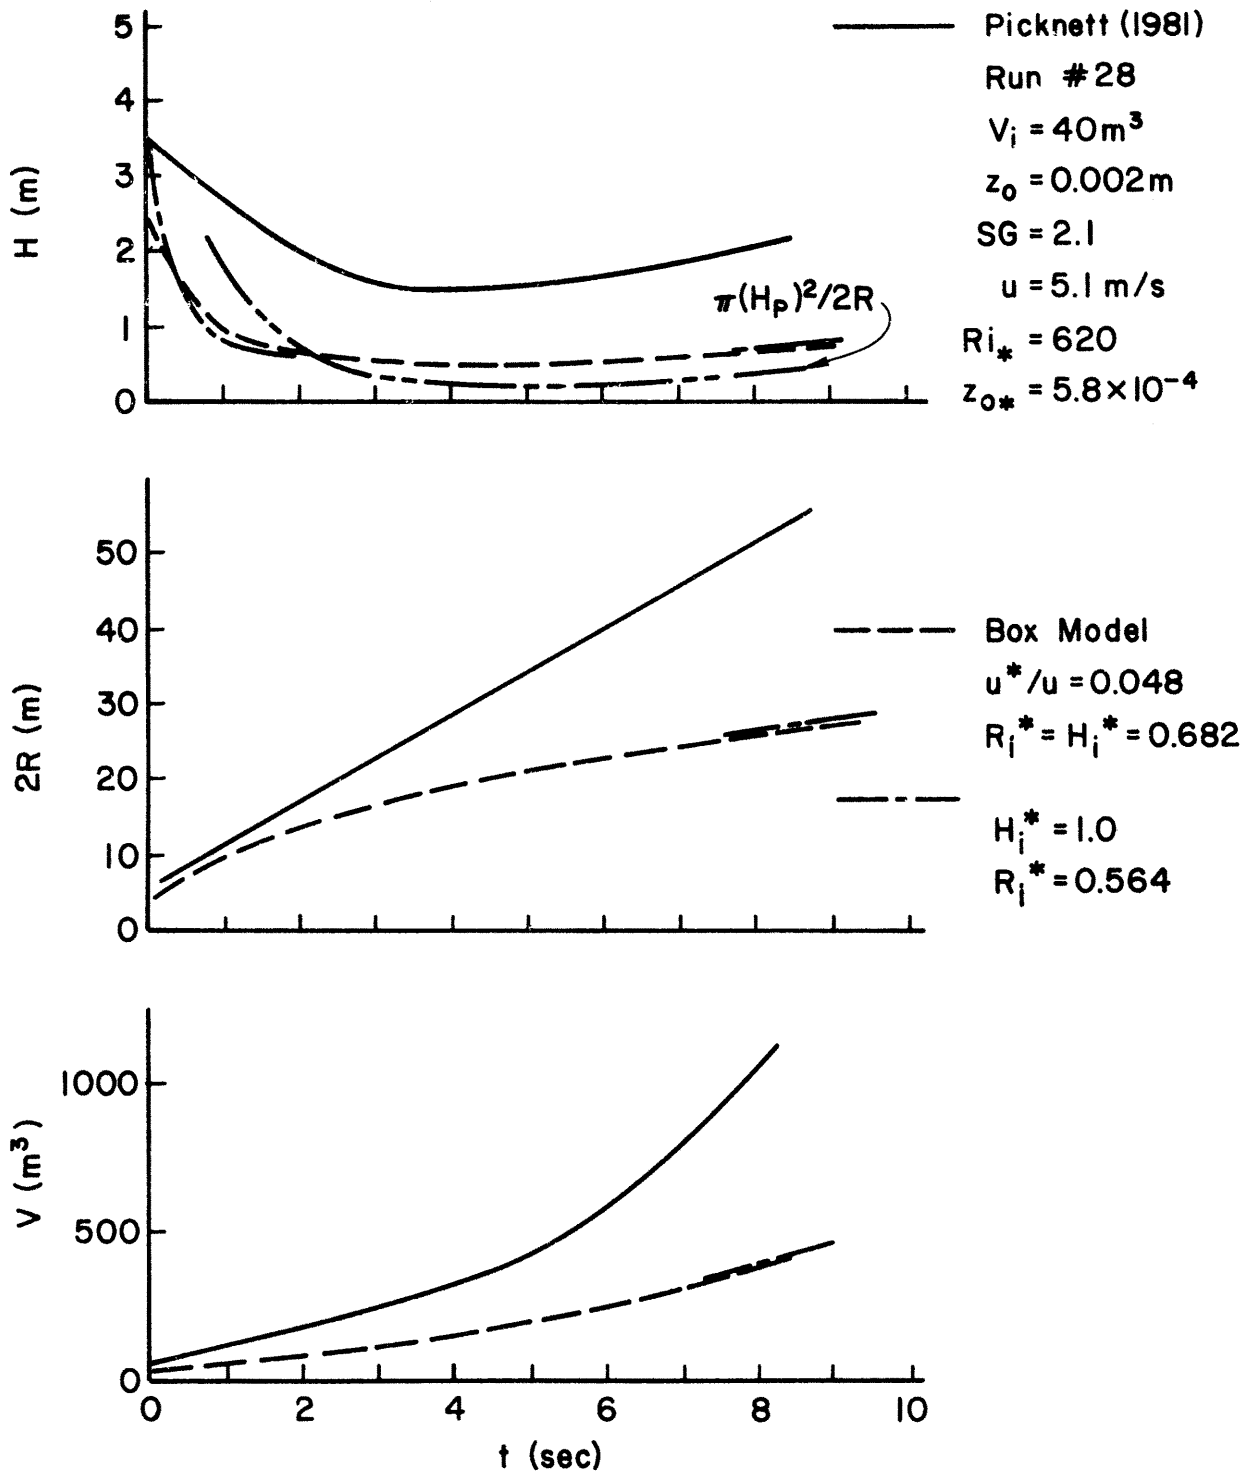 5
4
3
2
1
0
H (m)
π(Hₚ)²/2R
Picknett (1981)
Run #28
Vᵢ = 40 m³
z₀ = 0.002 m
SG = 2.1
u = 5.1 m/s
Ri⁎ = 620
z₀⁎ = 5.8×10⁻⁴
50
40
30
20
10
0
2R (m)
Box Model
u*/u = 0.048
Rᵢ* = Hᵢ* = 0.682
Hᵢ* = 1.0
Rᵢ* = 0.564
1000
500
0
V (m³)
0 2 4 6 8 10
t (sec)